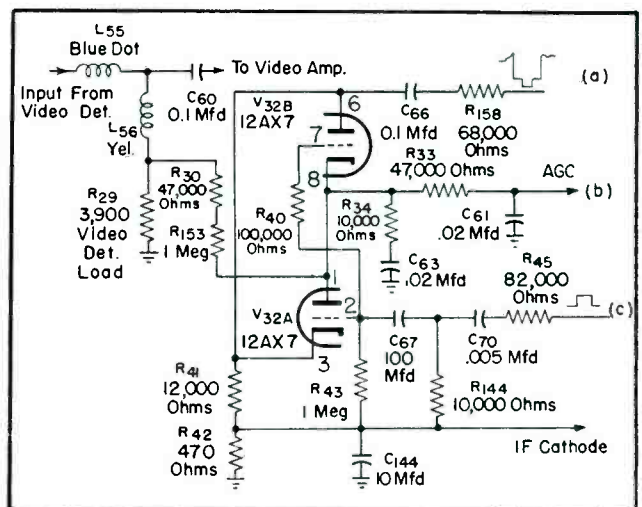 L55
Blue Dot
To Video Amp.
Input From
Video Det.
C60
0.1 Mfd
L56
Yel.
V32B
12AX7
6
7
8
C66
0.1 Mfd
R158
68,000
Ohms
(a)
R33
47,000
Ohms
AGC
(b)
R30
47,000
Ohms
R29
3,900
Video
Det.
Load
R153
1 Meg
R40
100,000
Ohms
R34
10,000
Ohms
C61
.02 Mfd
C63
.02 Mfd
R45
82,000
Ohms
(c)
1
2
3
V32A
12AX7
C67
100
Mfd
C70
.005 Mfd
R41
12,000
Ohms
R43
1 Meg
R144
10,000 Ohms
R42
470
Ohms
IF Cathode
C144
10 Mfd